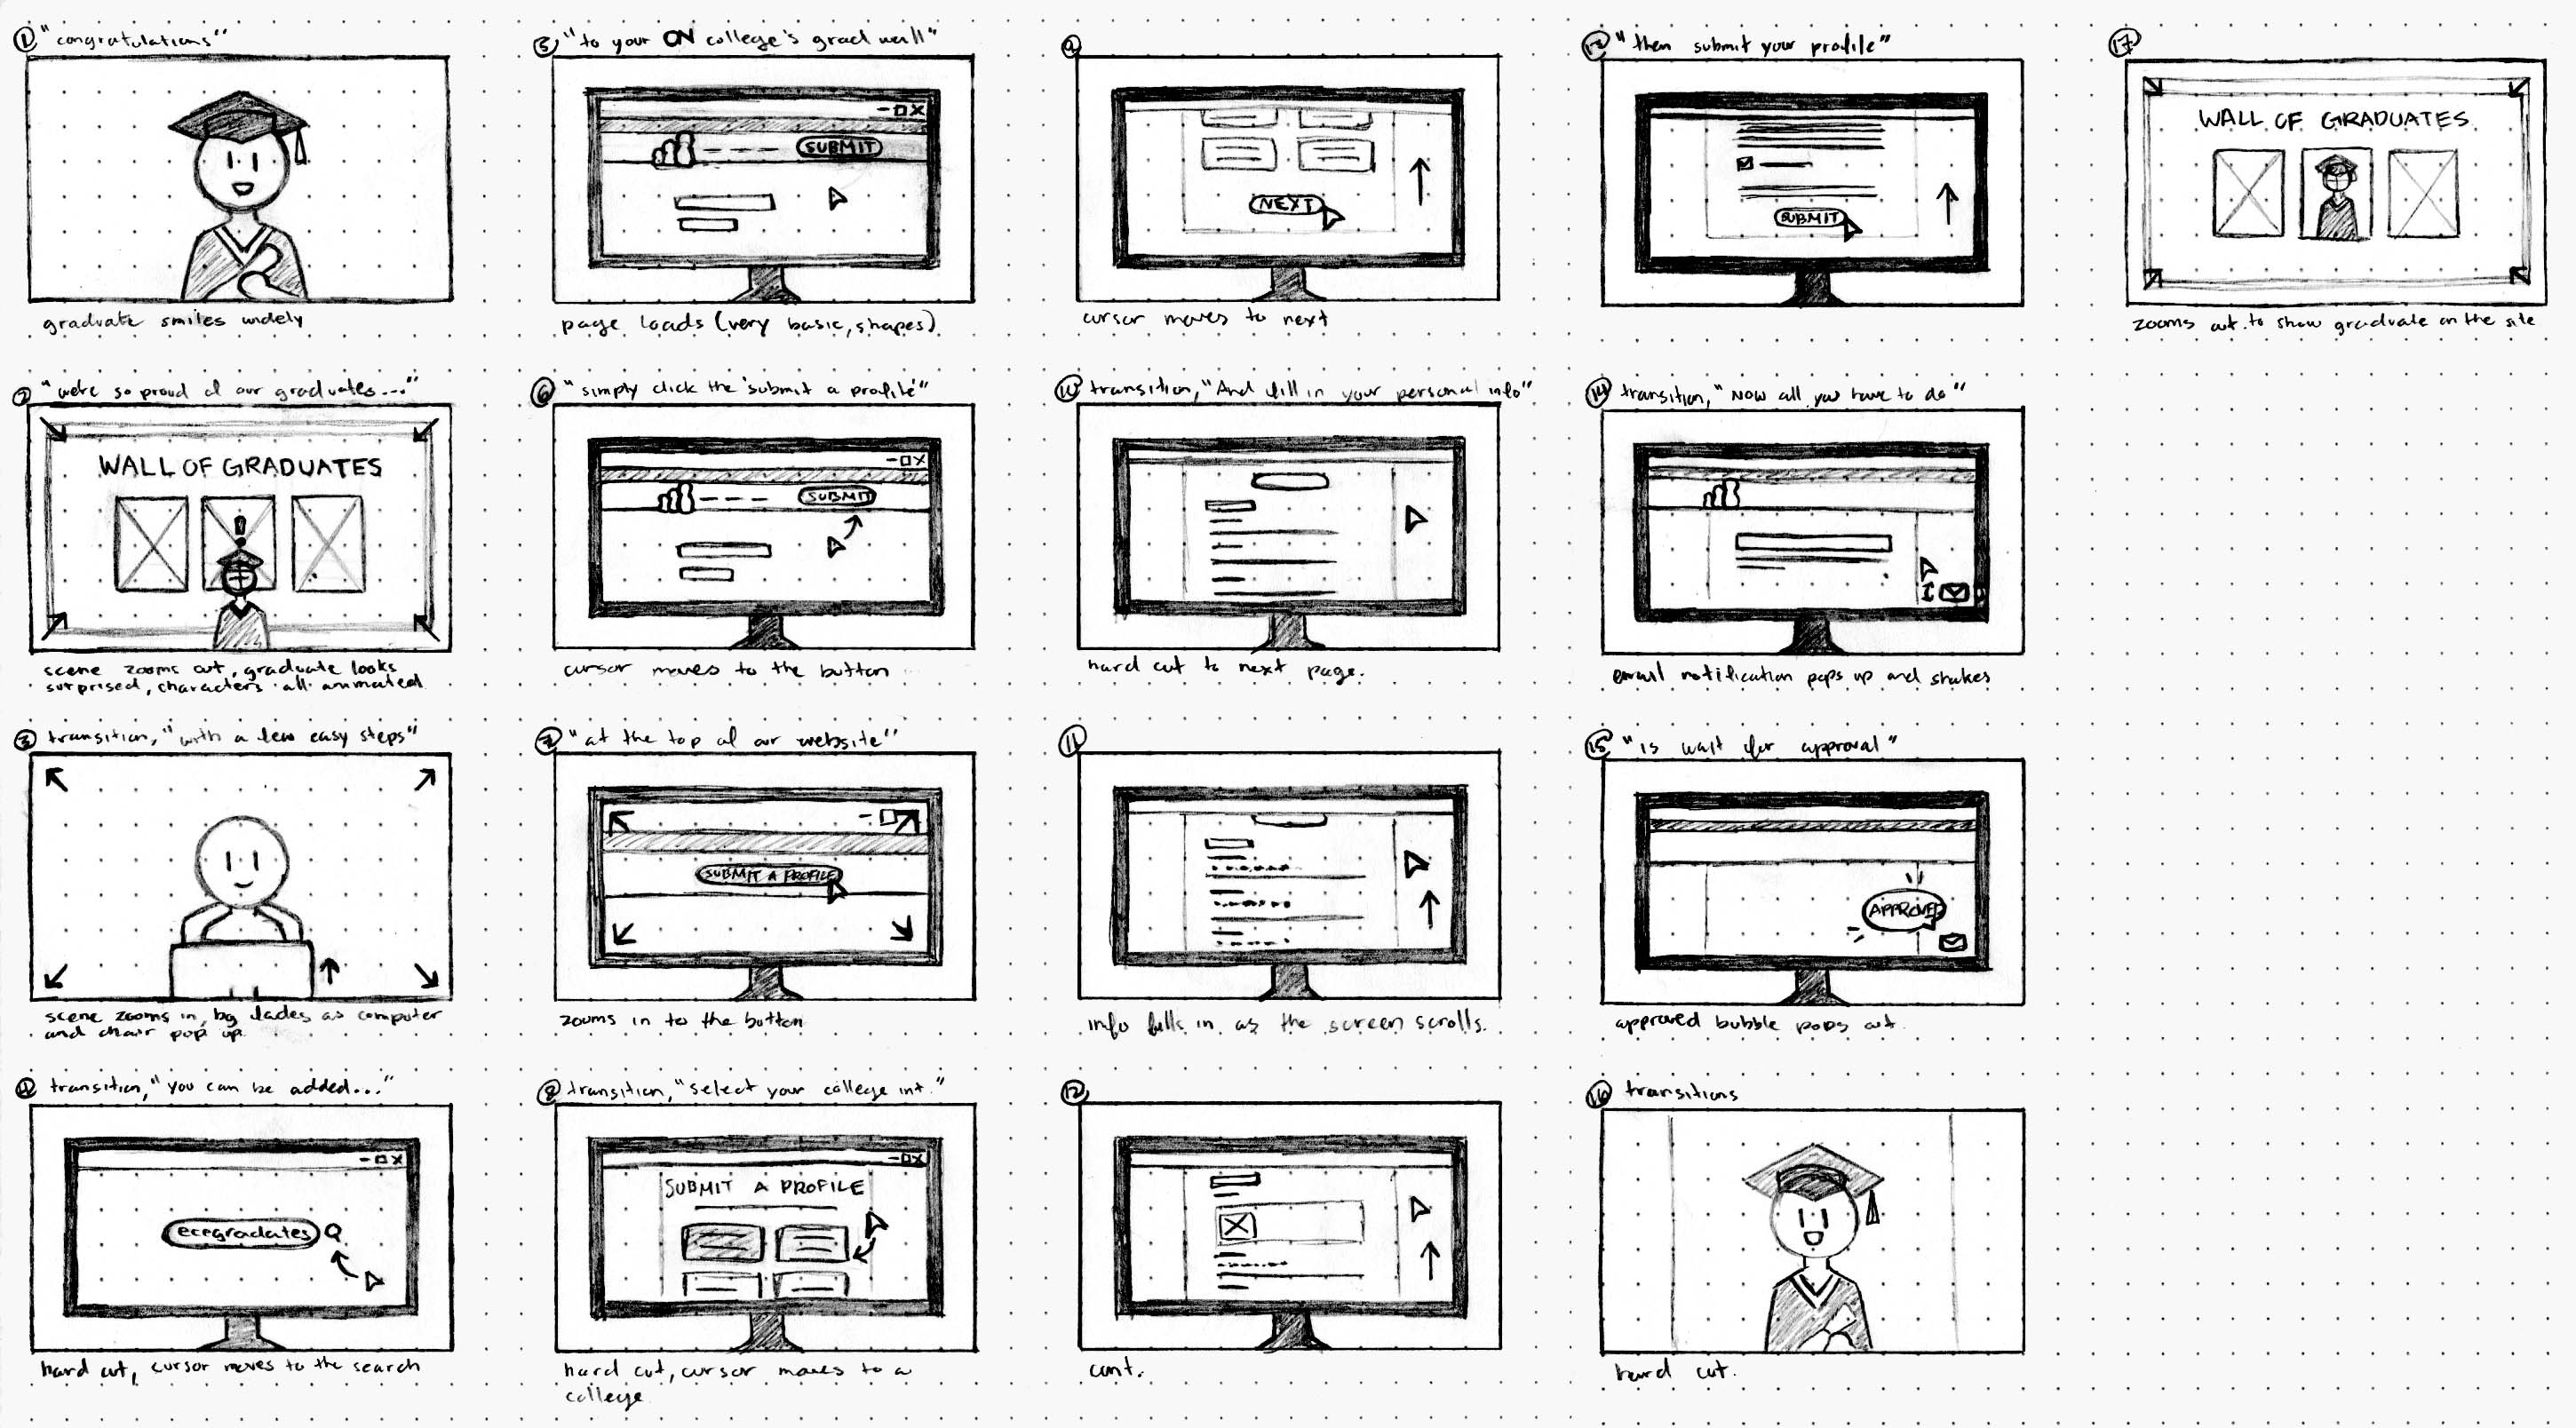 1 "congratulations"
graduate smiles widely
2 "we're so proud of our graduates..."
WALL OF GRADUATES
!
scene zooms out, graduate looks
surprised, characters all animated
3 transition, "with a few easy steps"
scene zooms in, bg fades as computer
and chair pop up
4 transition, "you can be added..."
ecegradates
hard cut, cursor moves to the search
5 "to your ON college's grad wall"
SUBMIT
page loads (very basic, shapes)
6 "simply click the 'submit a profile'"
SUBMIT
cursor moves to the button
7 "at the top of our website"
SUBMIT A PROFILE
zooms in to the button
8 transition, "select your college int."
SUBMIT A PROFILE
hard cut, cursor moves to a
college
9
NEXT
cursor moves to next
10 transition, "And fill in your personal info"
hard cut to next page.
11
info fills in as the screen scrolls.
12
cont.
13 "then submit your profile"
SUBMIT
14 transition, "Now all you have to do"
email notification pops up and shakes
15 "is wait for approval"
APPROVED
approved bubble pops out
16 transitions
hard cut.
17
WALL OF GRADUATES
zooms out to show graduate on the site